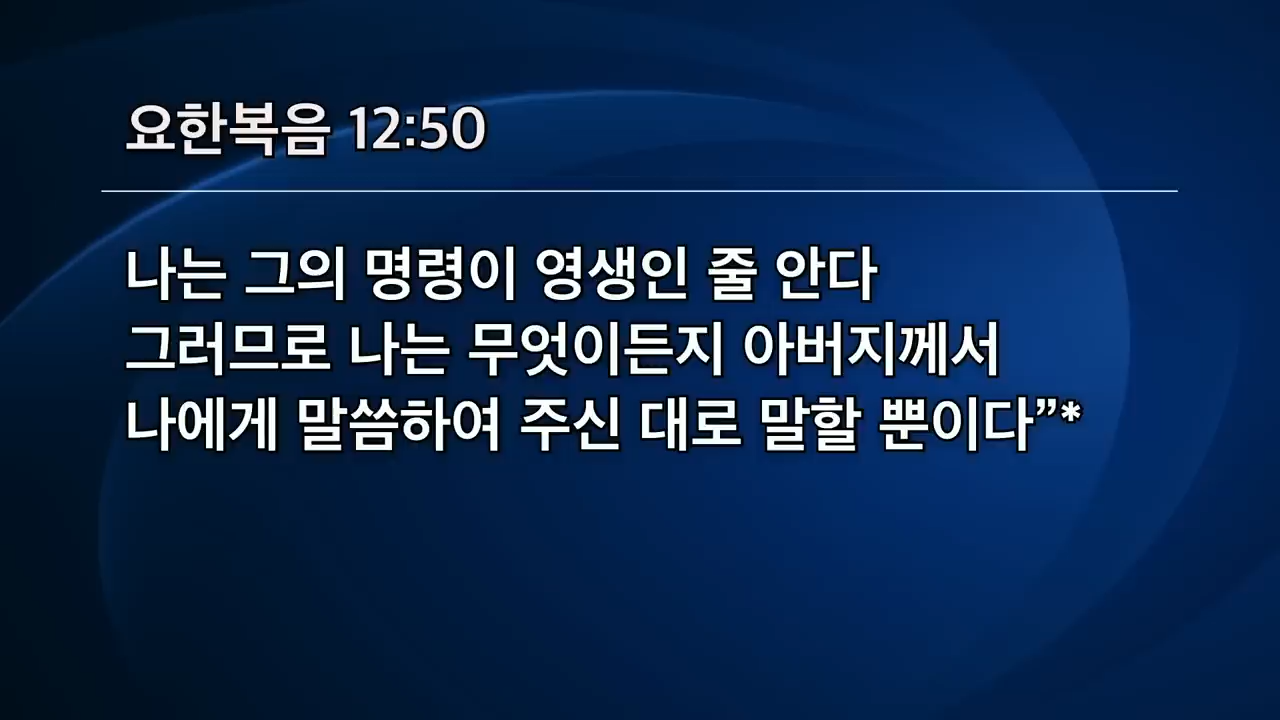 요한복음 12:50
나는 그의 명령이 영생인 줄 안다
그러므로 나는 무엇이든지 아버지께서
나에게 말씀하여 주신 대로 말할 뿐이다”*